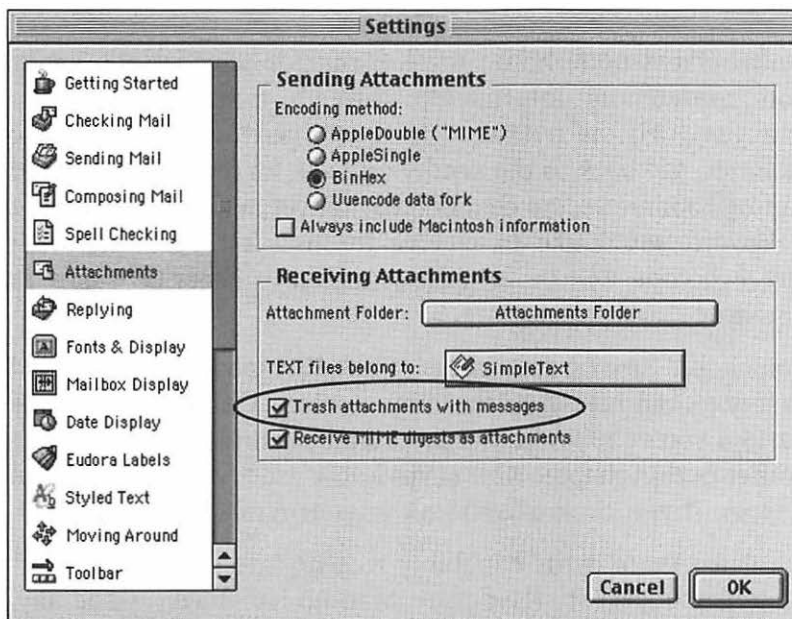 Settings
Getting Started
Checking Mail
Sending Mail
Composing Mail
Spell Checking
Attachments
Replying
Fonts & Display
Mailbox Display
Date Display
Eudora Labels
Styled Text
Moving Around
Toolbar
Sending Attachments
Encoding method:
AppleDouble ("MIME")
AppleSingle
BinHex
Uuencode data fork
Always include Macintosh information
Receiving Attachments
Attachment Folder: Attachments Folder
TEXT files belong to: SimpleText
Trash attachments with messages
Receive MIME digests as attachments
Cancel OK